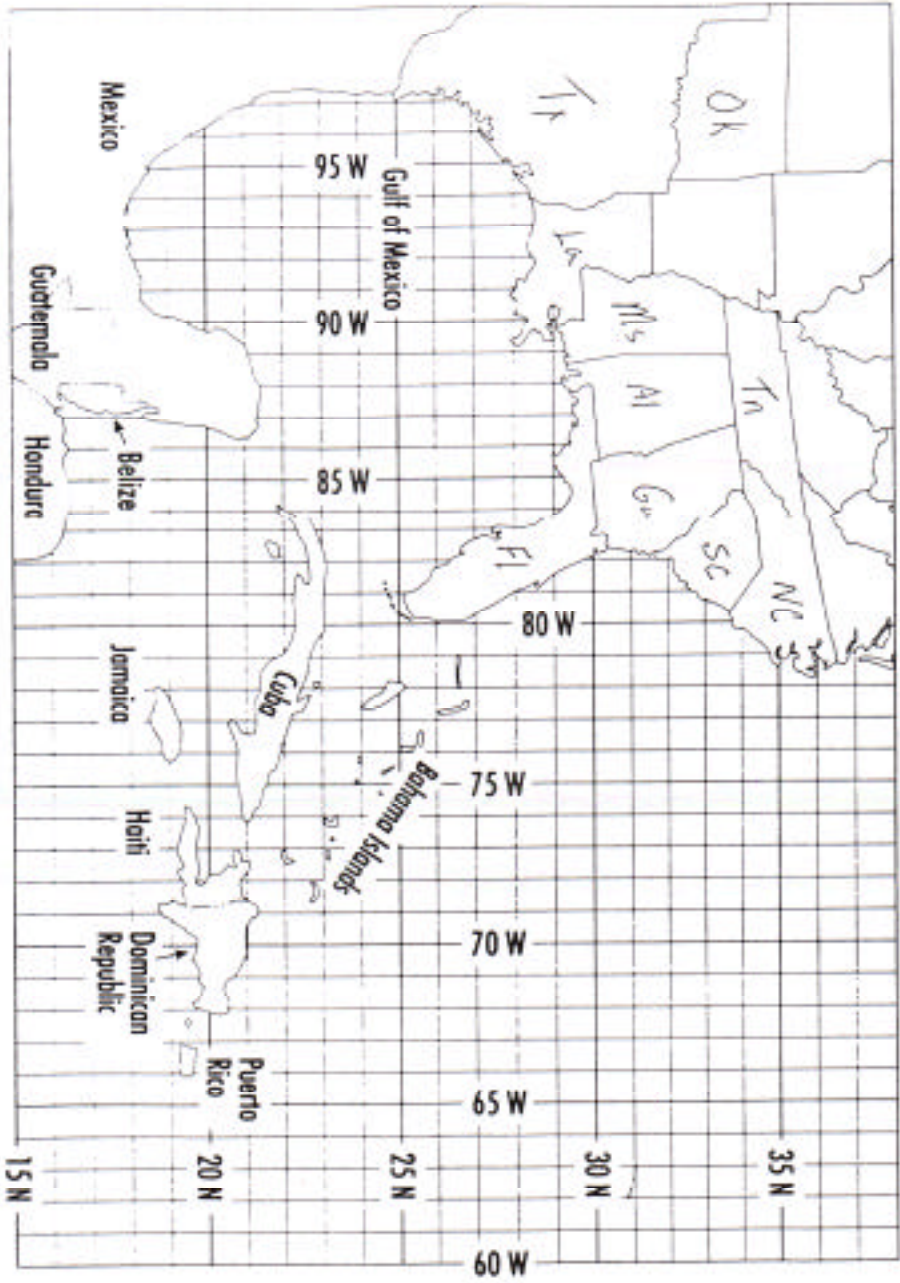 OK
Tx
La
Ms
Al
Tn
Ga
SC
NC
Fl
Mexico
Gulf of Mexico
95 W
90 W
85 W
80 W
75 W
70 W
65 W
60 W
35 N
30 N
25 N
20 N
15 N
Guatemala
Belize
Hondura
Cuba
Jamaica
Bahama Islands
Haiti
Dominican
Republic
Puerto
Rico